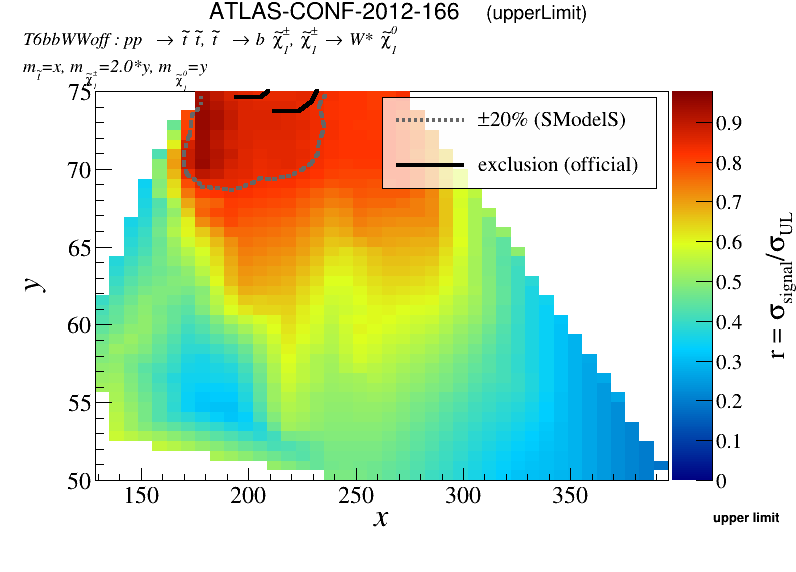 ATLAS-CONF-2012-166 (upperLimit)
T6bbWWoff : pp → t̃ t̃, t̃ → b χ̃₁±, χ̃₁± → W* χ̃₁⁰
m_t̃=x, m_χ̃₁±=2.0*y, m_χ̃₁⁰=y
±20% (SModelS)
exclusion (official)
75
70
65
60
55
50
y
150 200 250 300 350
x
0.9
0.8
0.7
0.6
0.5
0.4
0.3
0.2
0.1
0
r = σ_signal/σ_UL
upper limit